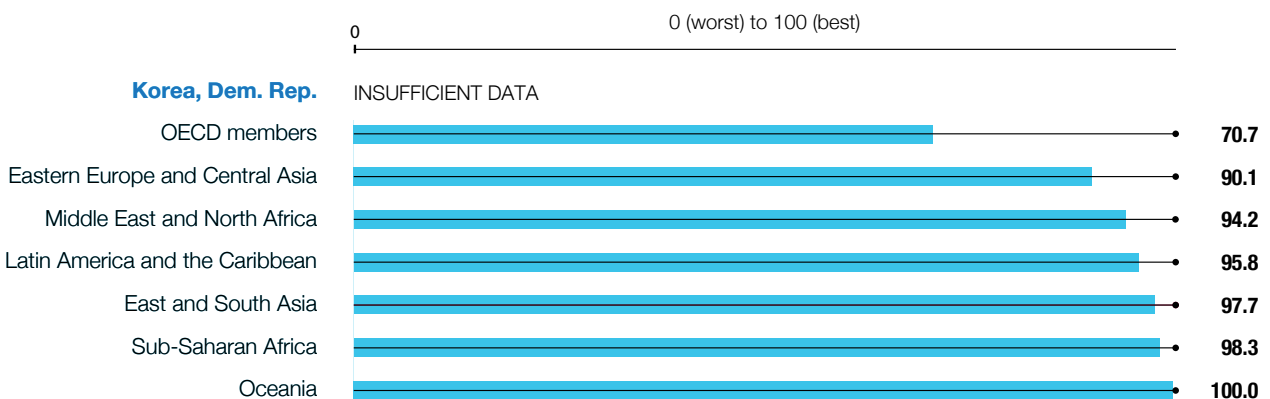 0 (worst) to 100 (best)
0
Korea, Dem. Rep. INSUFFICIENT DATA
OECD members 70.7
Eastern Europe and Central Asia 90.1
Middle East and North Africa 94.2
Latin America and the Caribbean 95.8
East and South Asia 97.7
Sub-Saharan Africa 98.3
Oceania 100.0